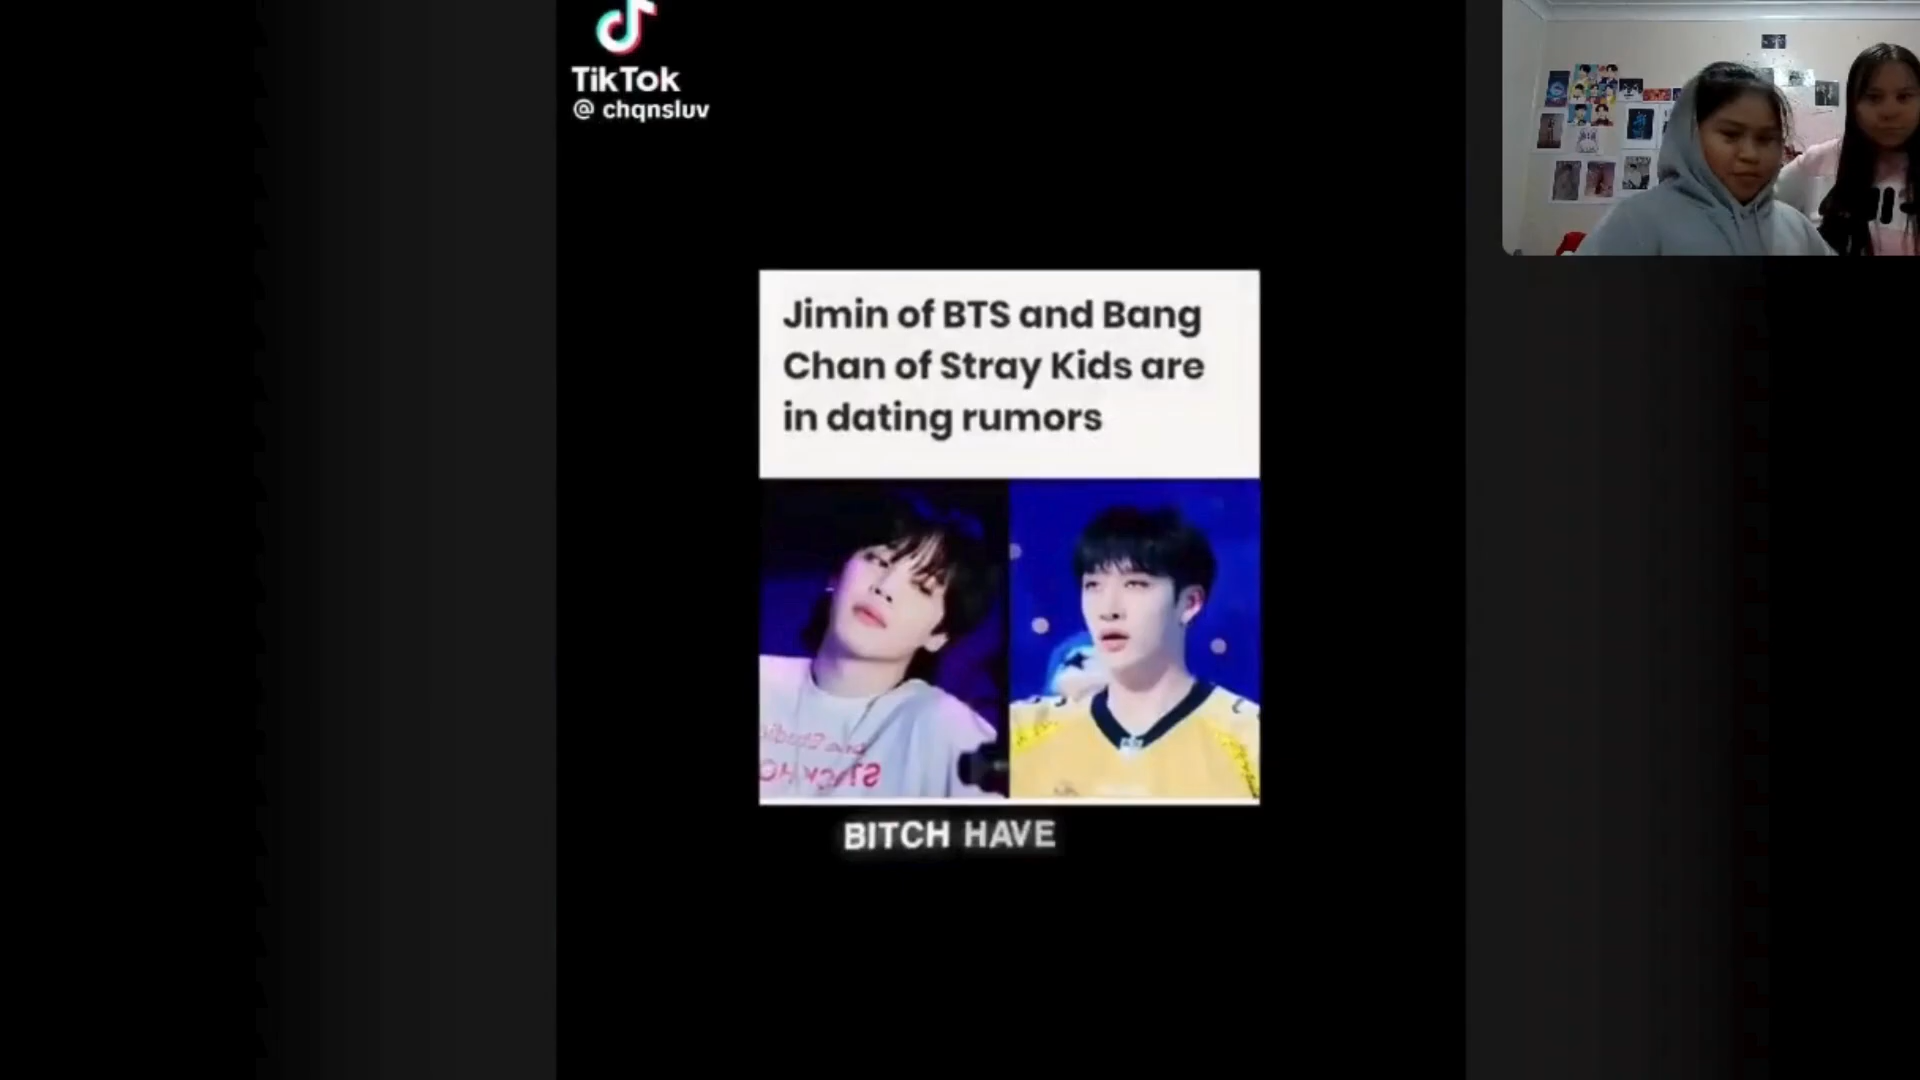 TikTok
@ chqnsluv
Jimin of BTS and Bang
Chan of Stray Kids are
in dating rumors
BITCH HAVE